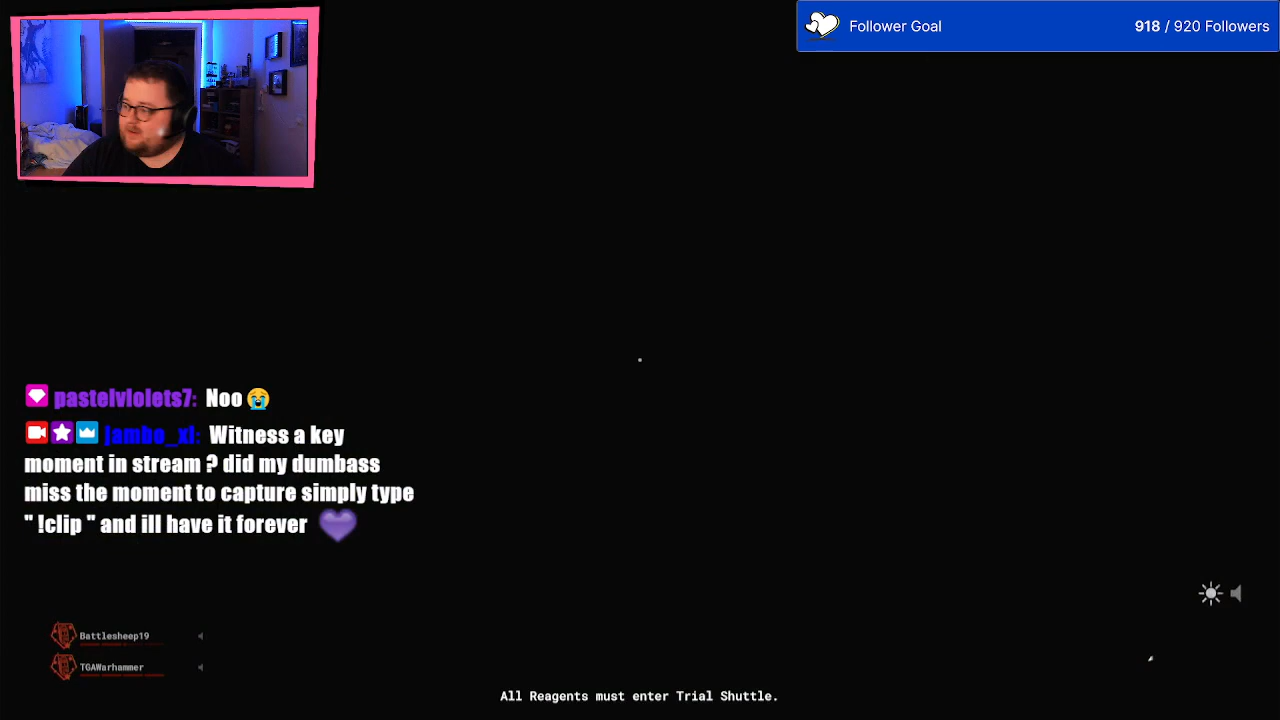 Follower Goal
918 / 920 Followers
pastelviolets7: Noo 😭
jambo_xl: Witness a key
moment in stream ? did my dumbass
miss the moment to capture simply type
" !clip " and ill have it forever 💜
Battlesheep19
TGAWarhammer
All Reagents must enter Trial Shuttle.